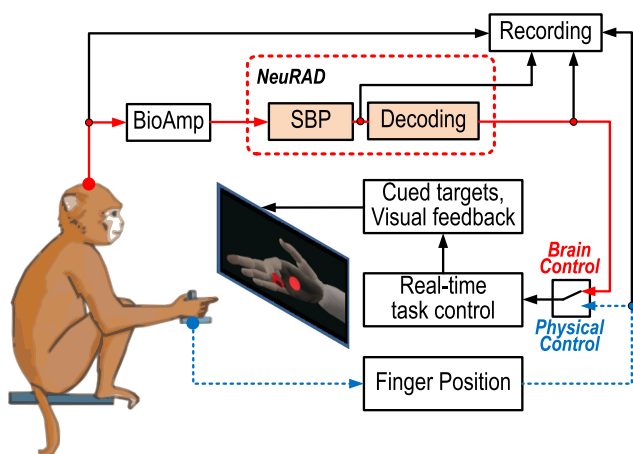 Recording
NeuRAD
BioAmp
SBP
Decoding
Cued targets,
Visual feedback
Brain
Control
Real-time
task control
Physical
Control
Finger Position